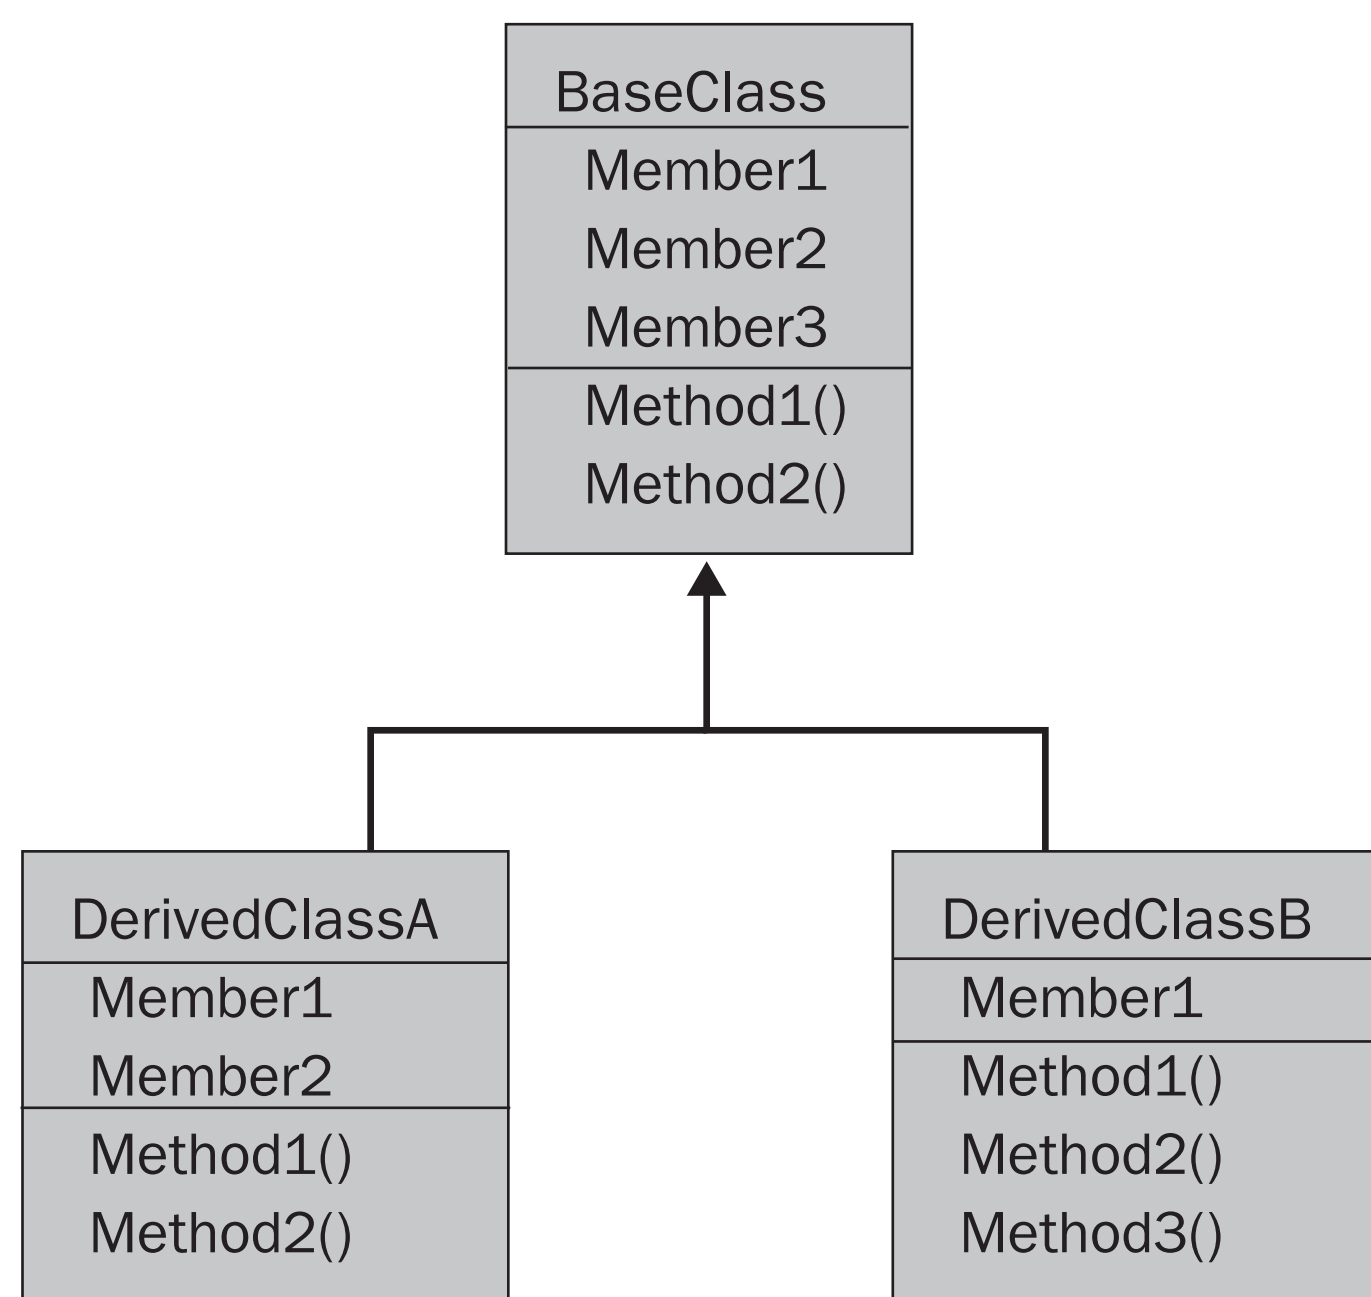 BaseClass
Member1
Member2
Member3
Method1()
Method2()
DerivedClassA
Member1
Member2
Method1()
Method2()
DerivedClassB
Member1
Method1()
Method2()
Method3()